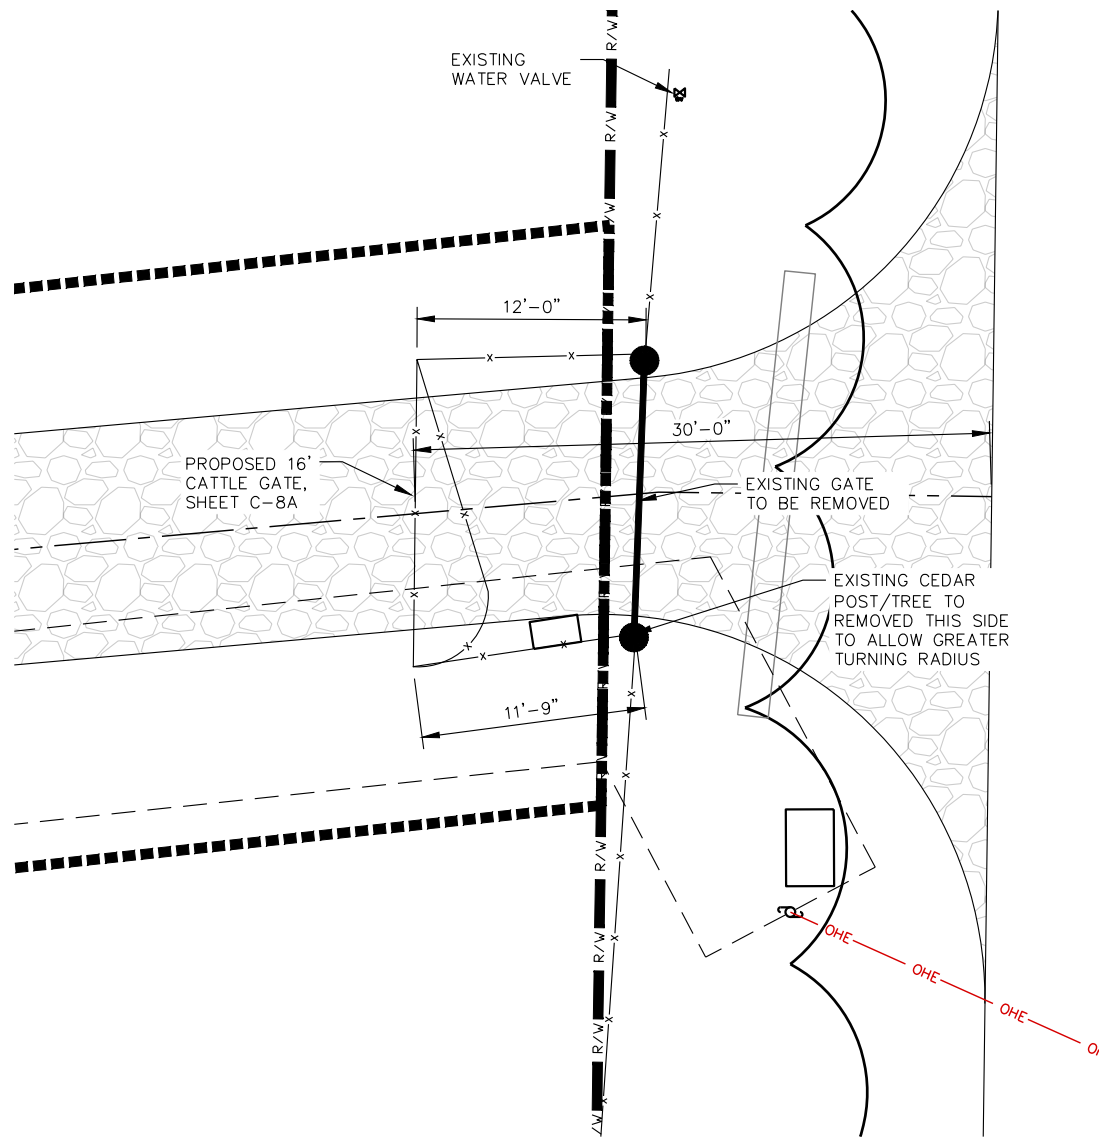 R/W
EXISTING
WATER VALVE
R/W
R/W
12'-0"
30'-0"
PROPOSED 16'
CATTLE GATE,
SHEET C-8A
EXISTING GATE
TO BE REMOVED
EXISTING CEDAR
POST/TREE TO
REMOVED THIS SIDE
TO ALLOW GREATER
TURNING RADIUS
11'-9"
R/W
OHE
R/W
OHE
OHE
R/W
/W